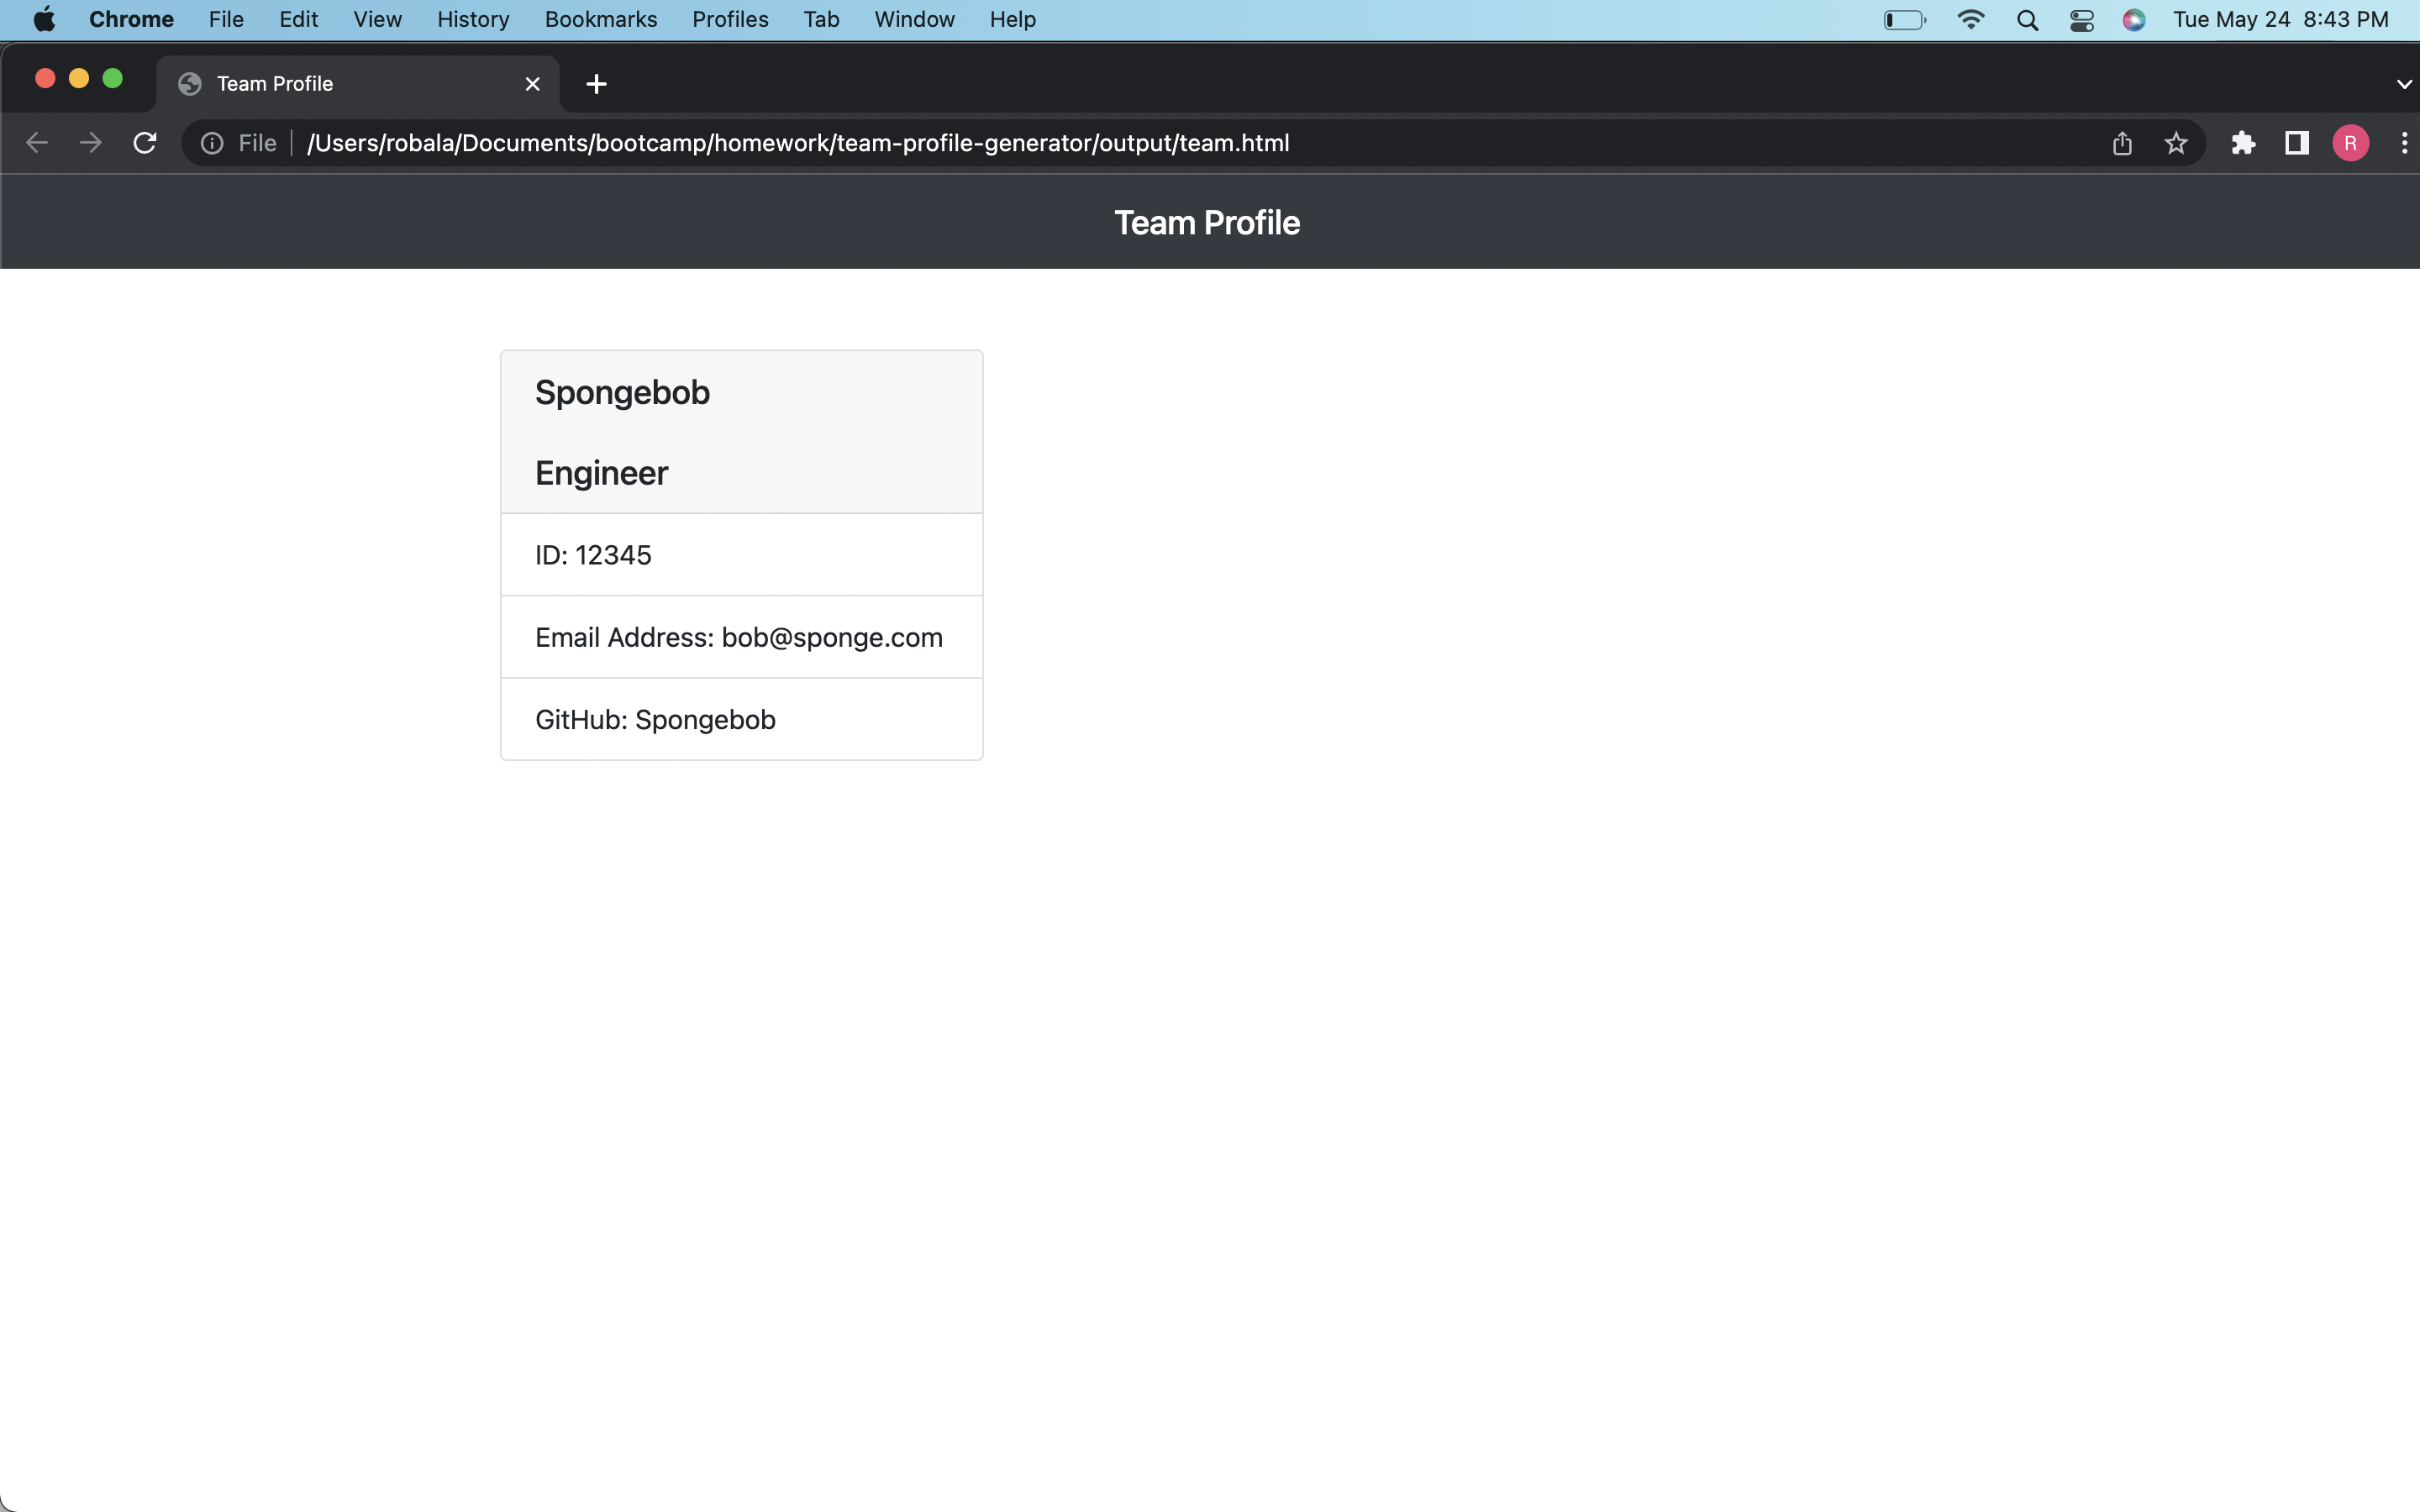 Chrome File Edit View History Bookmarks Profiles Tab Window Help Tue May 24 8:43 PM
Team Profile
File /Users/robala/Documents/bootcamp/homework/team-profile-generator/output/team.html R
Team Profile
Spongebob
Engineer
ID: 12345
Email Address: bob@sponge.com
GitHub: Spongebob